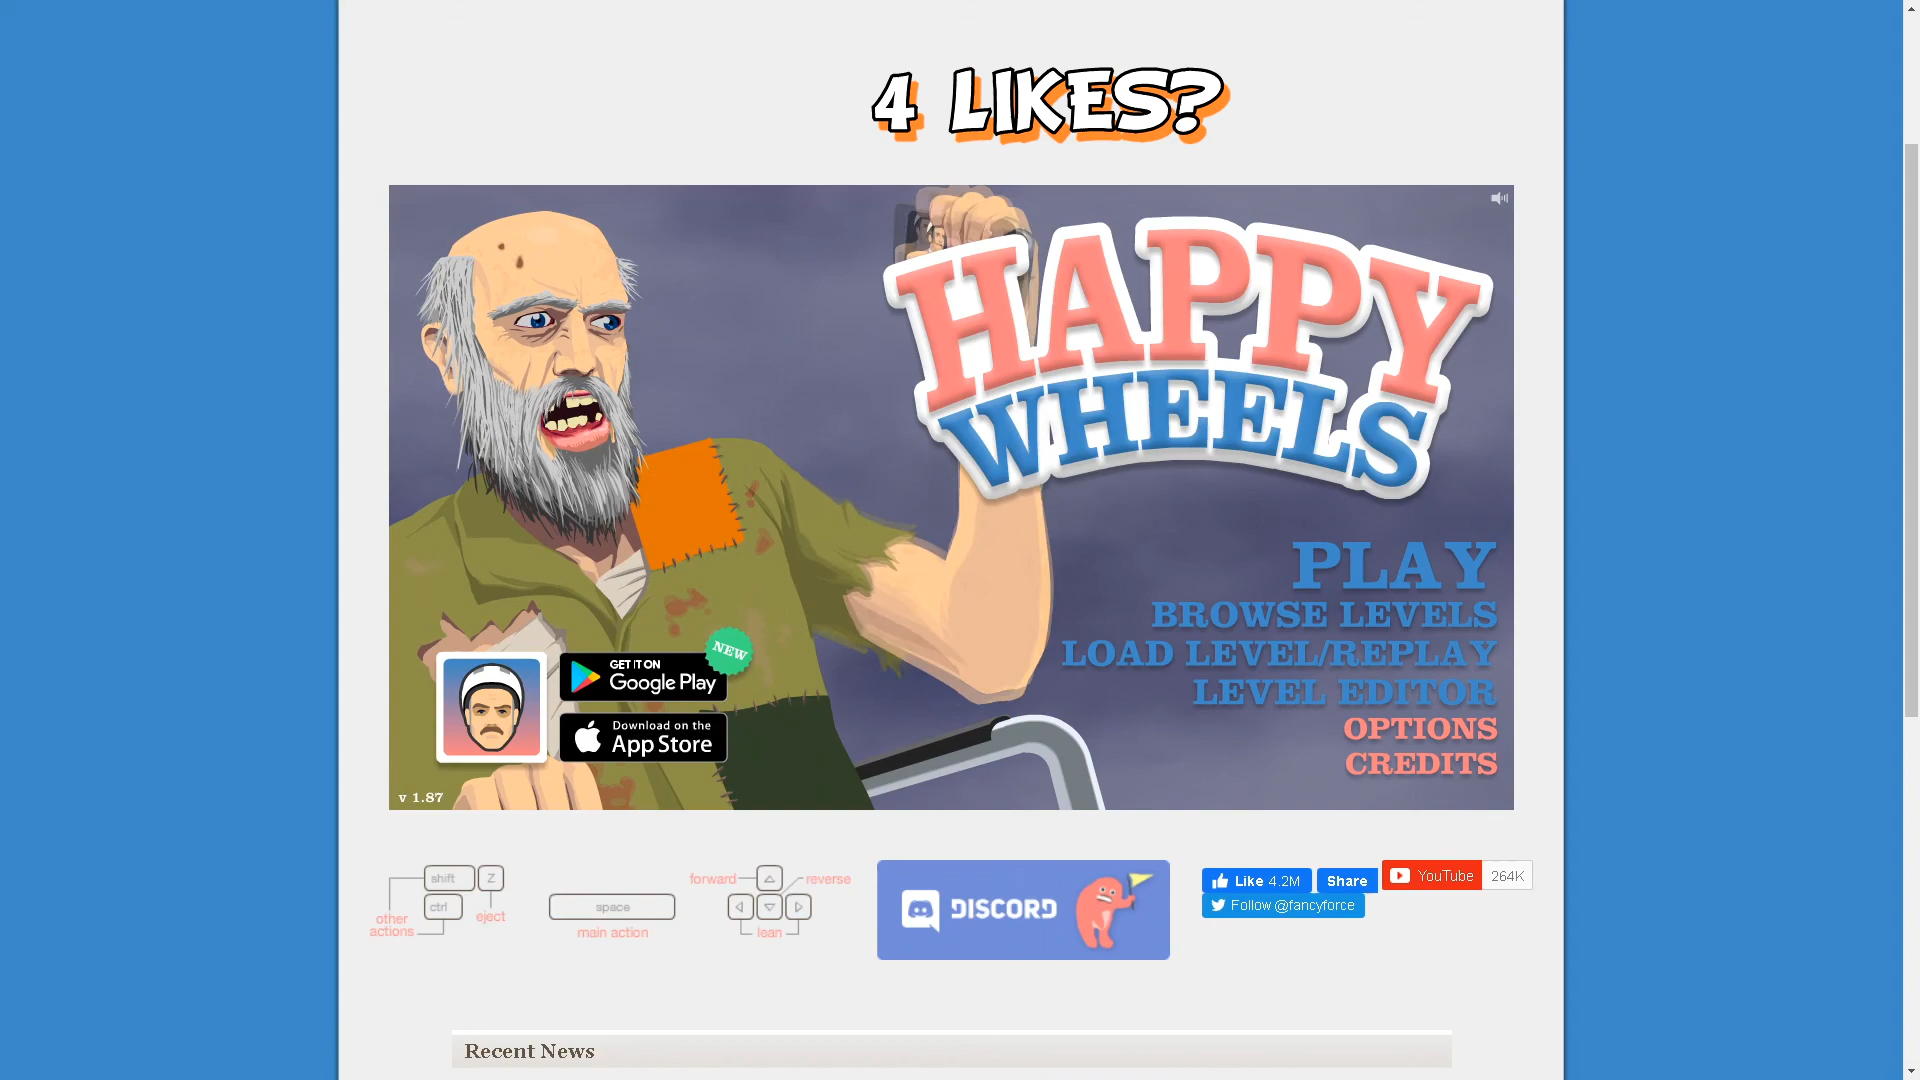 4 LIKES?
HAPPY
WHEELS
PLAY
BROWSE LEVELS
LOAD LEVEL/REPLAY
LEVEL EDITOR
OPTIONS
CREDITS
NEW
GET IT ON
Google Play
Download on the
App Store
v 1.87
shift
Z
ctrl
other
actions
eject
space
main action
forward
reverse
lean
DISCORD
Like 4.2M
Share
YouTube
264K
Follow @fancyforce
Recent News